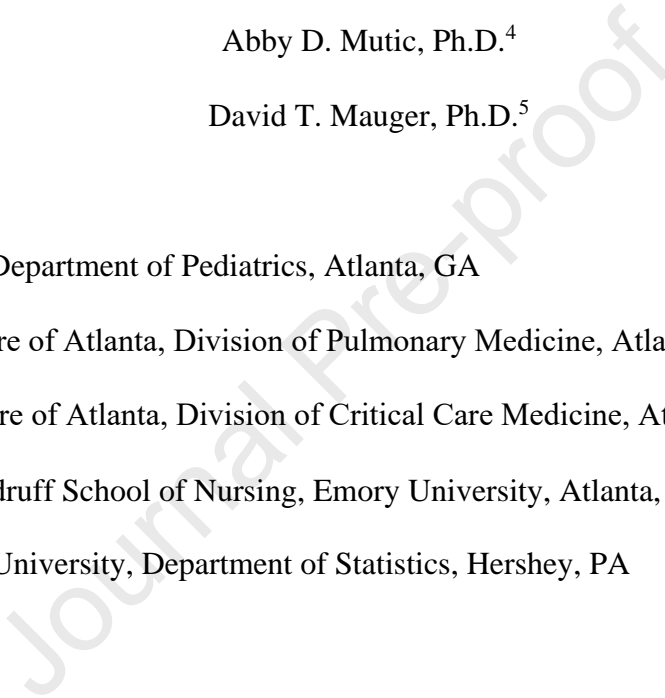 Abby D. Mutic, Ph.D.4
David T. Mauger, Ph.D.5
Department of Pediatrics, Atlanta, GA
re of Atlanta, Division of Pulmonary Medicine, Atla
re of Atlanta, Division of Critical Care Medicine, At
druff School of Nursing, Emory University, Atlanta,
University, Department of Statistics, Hershey, PA
Journal Pre-proof